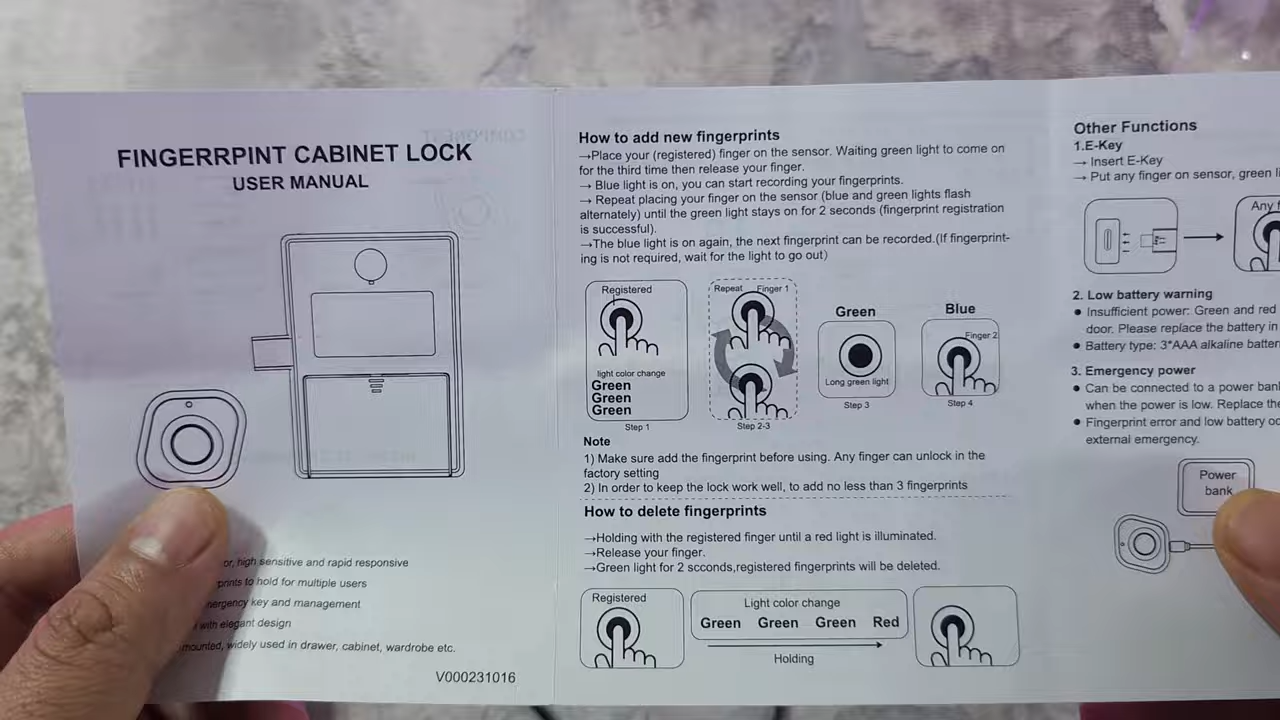 FINGERRPINT CABINET LOCK
USER MANUAL
or, high sensitive and rapid responsive
prints to hold for multiple users
mergency key and management
with elegant design
mounted, widely used in drawer, cabinet, wardrobe etc.
V000231016
How to add new fingerprints
→Place your (registered) finger on the sensor. Waiting green light to come on
for the third time then release your finger.
→ Blue light is on, you can start recording your fingerprints.
→ Repeat placing your finger on the sensor (blue and green lights flash
alternately) until the green light stays on for 2 seconds (fingerprint registration
is successful).
→The blue light is on again, the next fingerprint can be recorded.(If fingerprint-
ing is not required, wait for the light to go out)
Registered
light color change
Green
Green
Green
Step 1
Repeat Finger 1
Step 2-3
Green
Long green light
Step 3
Blue
Finger 2
Step 4
Note
1) Make sure add the fingerprint before using. Any finger can unlock in the
factory setting
2) In order to keep the lock work well, to add no less than 3 fingerprints
How to delete fingerprints
→Holding with the registered finger until a red light is illuminated.
→Release your finger.
→Green light for 2 scconds,registered fingerprints will be deleted.
Registered
Light color change
Green Green Green Red
Holding
Other Functions
1.E-Key
→ Insert E-Key
→ Put any finger on sensor, green li
Any f
2. Low battery warning
● Insufficient power: Green and red
door. Please replace the battery in
● Battery type: 3*AAA alkaline batter
3. Emergency power
● Can be connected to a power bank
when the power is low. Replace the
● Fingerprint error and low battery oc
external emergency.
Power
bank